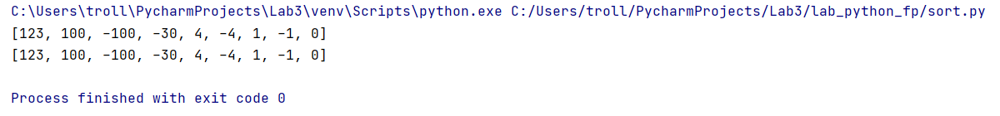 C:\Users\troll\PycharmProjects\Lab3\venv\Scripts\python.exe C:/Users/troll/PycharmProjects/Lab3/lab_python_fp/sort.py
[123, 100, -100, -30, 4, -4, 1, -1, 0]
[123, 100, -100, -30, 4, -4, 1, -1, 0]
Process finished with exit code 0